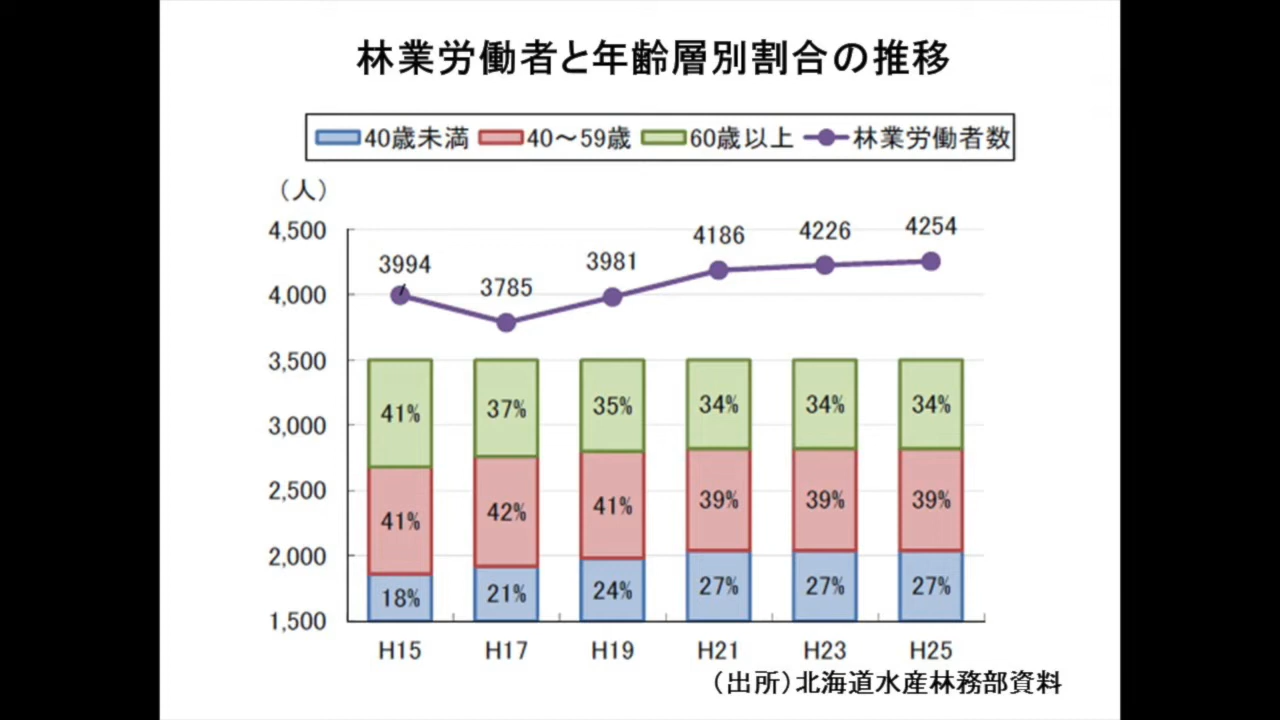 林業労働者と年齢層別割合の推移
40歳未満 40～59歳 60歳以上 林業労働者数
（人）
4,500
4,000
3,500
3,000
2,500
2,000
1,500
3994 3785 3981 4186 4226 4254
41% 37% 35% 34% 34% 34%
41% 42% 41% 39% 39% 39%
18% 21% 24% 27% 27% 27%
H15 H17 H19 H21 H23 H25
（出所）北海道水産林務部資料